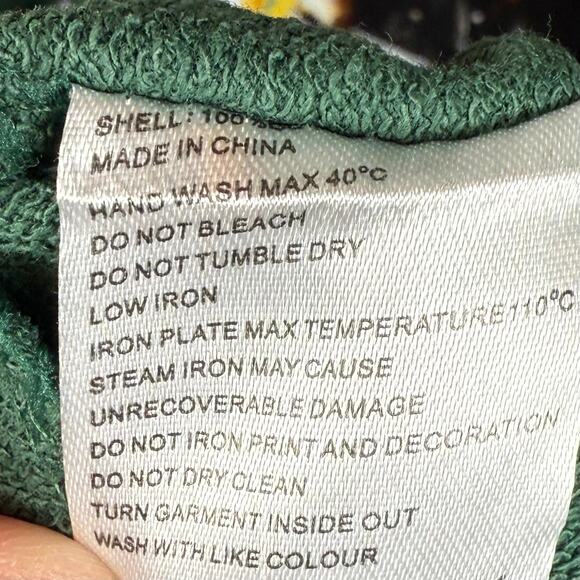 SHELL: 100%
MADE IN CHINA
HAND WASH MAX 40°C
DO NOT BLEACH
DO NOT TUMBLE DRY
LOW IRON
IRON PLATE MAX TEMPERATURE 110°C
STEAM IRON MAY CAUSE
UNRECOVERABLE DAMAGE
DO NOT IRON PRINT AND DECORATION
DO NOT DRY CLEAN
TURN GARMENT INSIDE OUT
WASH WITH LIKE COLOUR